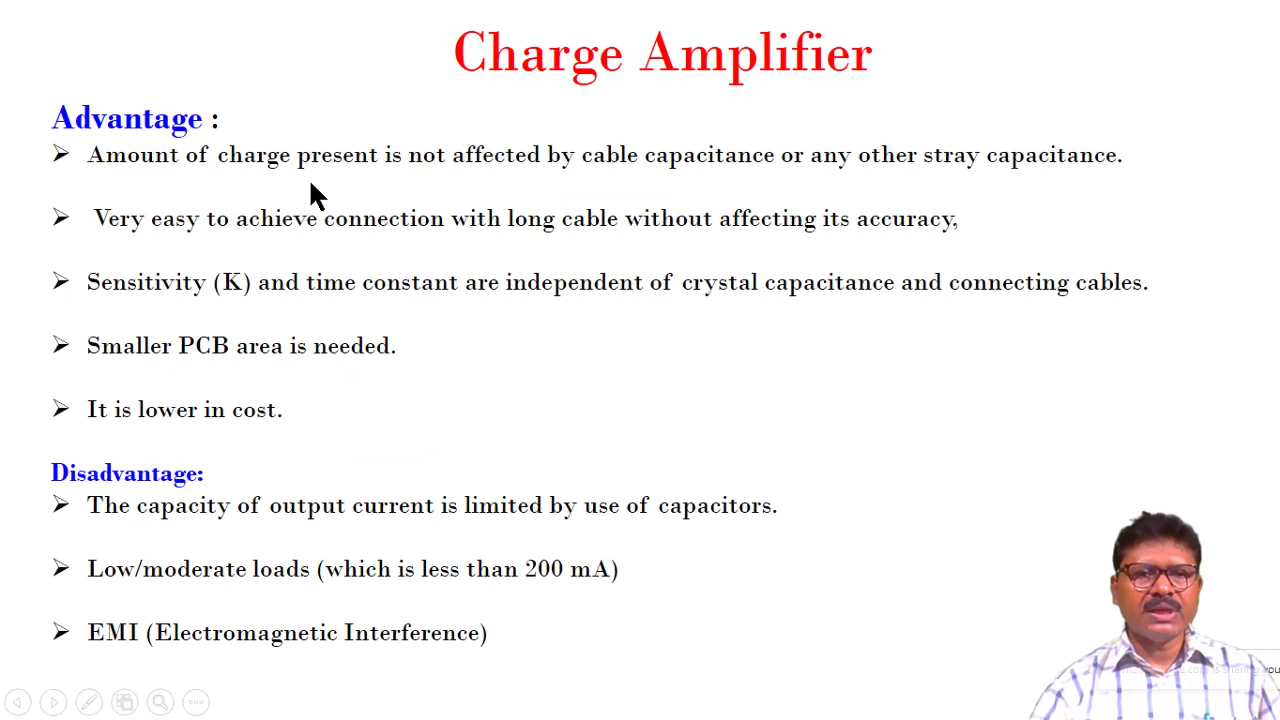 Charge Amplifier
Advantage :
➢ Amount of charge present is not affected by cable capacitance or any other stray capacitance.
➢ Very easy to achieve connection with long cable without affecting its accuracy,
➢ Sensitivity (K) and time constant are independent of crystal capacitance and connecting cables.
➢ Smaller PCB area is needed.
➢ It is lower in cost.
Disadvantage:
➢ The capacity of output current is limited by use of capacitors.
➢ Low/moderate loads (which is less than 200 mA)
➢ EMI (Electromagnetic Interference)